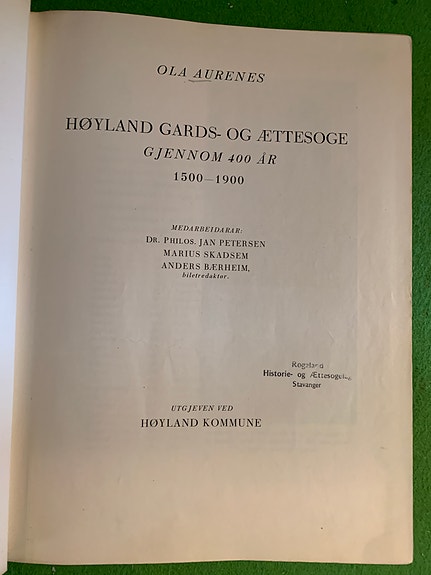 OLA AURENES
HØYLAND GARDS- OG ÆTTESOGE
GJENNOM 400 ÅR
1500—1900
MEDARBEIDARAR:
DR. PHILOS. JAN PETERSEN
MARIUS SKADSEM
ANDERS BÆRHEIM,
biletredaktør.
Rogaland
Historie- og
Stavanger
UTGJEVEN VED
HØYLAND KOMMUNE